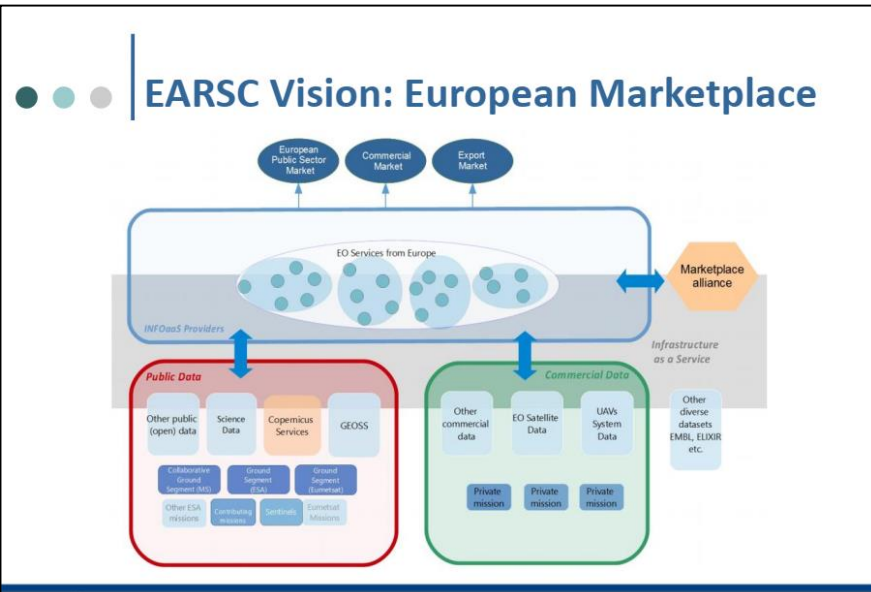 EARSC Vision: European Marketplace
European
Public Sector
Market
Commercial
Market
Export
Market
EO Services from Europe
Marketplace
alliance
INFOaaS Providers
Infrastructure
as a Service
Public Data
Commercial Data
Other public
(open) data
Science
Data
Copernicus
Services
GEOSS
Other
commercial
data
EO Satellite
Data
UAVs
System
Data
Other
diverse
datasets
EMBL, ELIXIR
etc.
Collaborative
Ground
Segment (MS)
Ground
Segment
(ESA)
Ground
Segment
(Eumetsat)
Other ESA
missions
Contributing
missions
Sentinels
Eumetsat
Missions
Private
mission
Private
mission
Private
mission